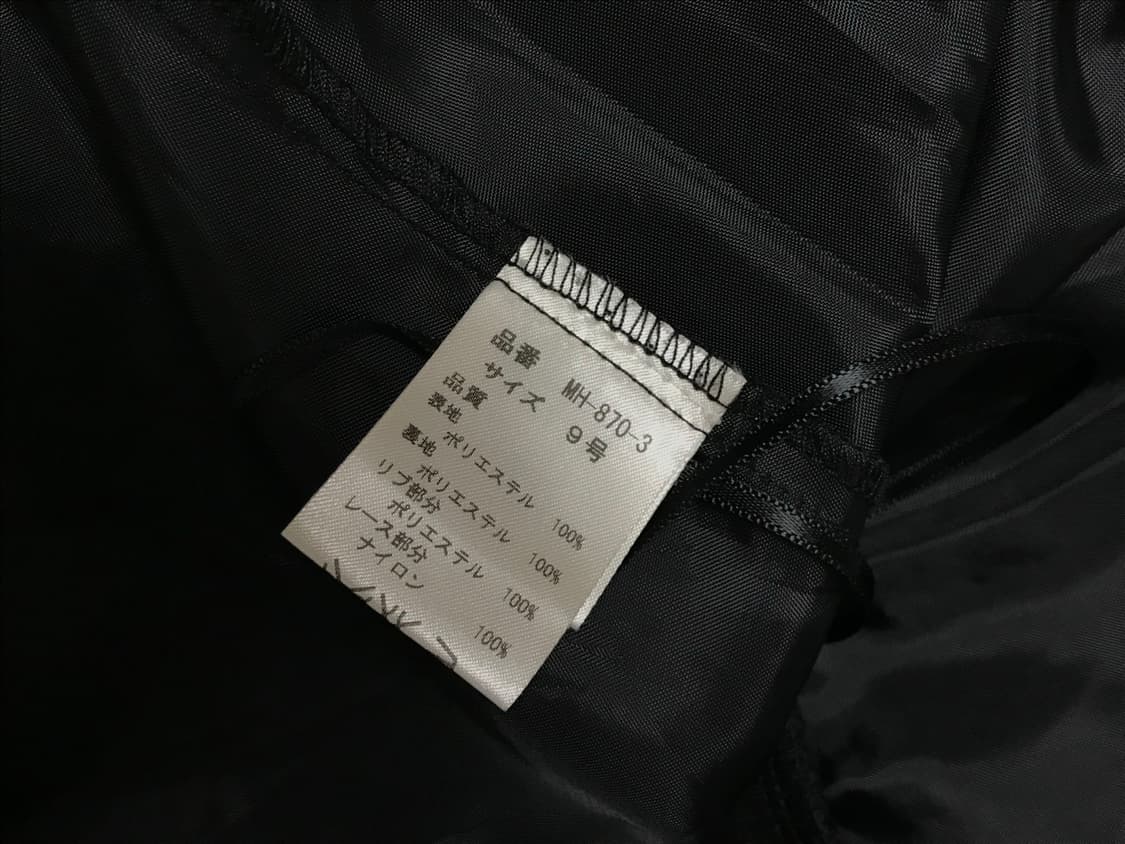 品番 MH-870-3
サイズ 9号
品質
表地 ポリエステル 100%
裏地 ポリエステル 100%
リブ部分
ポリエステル 100%
レース部分
ナイロン 100%